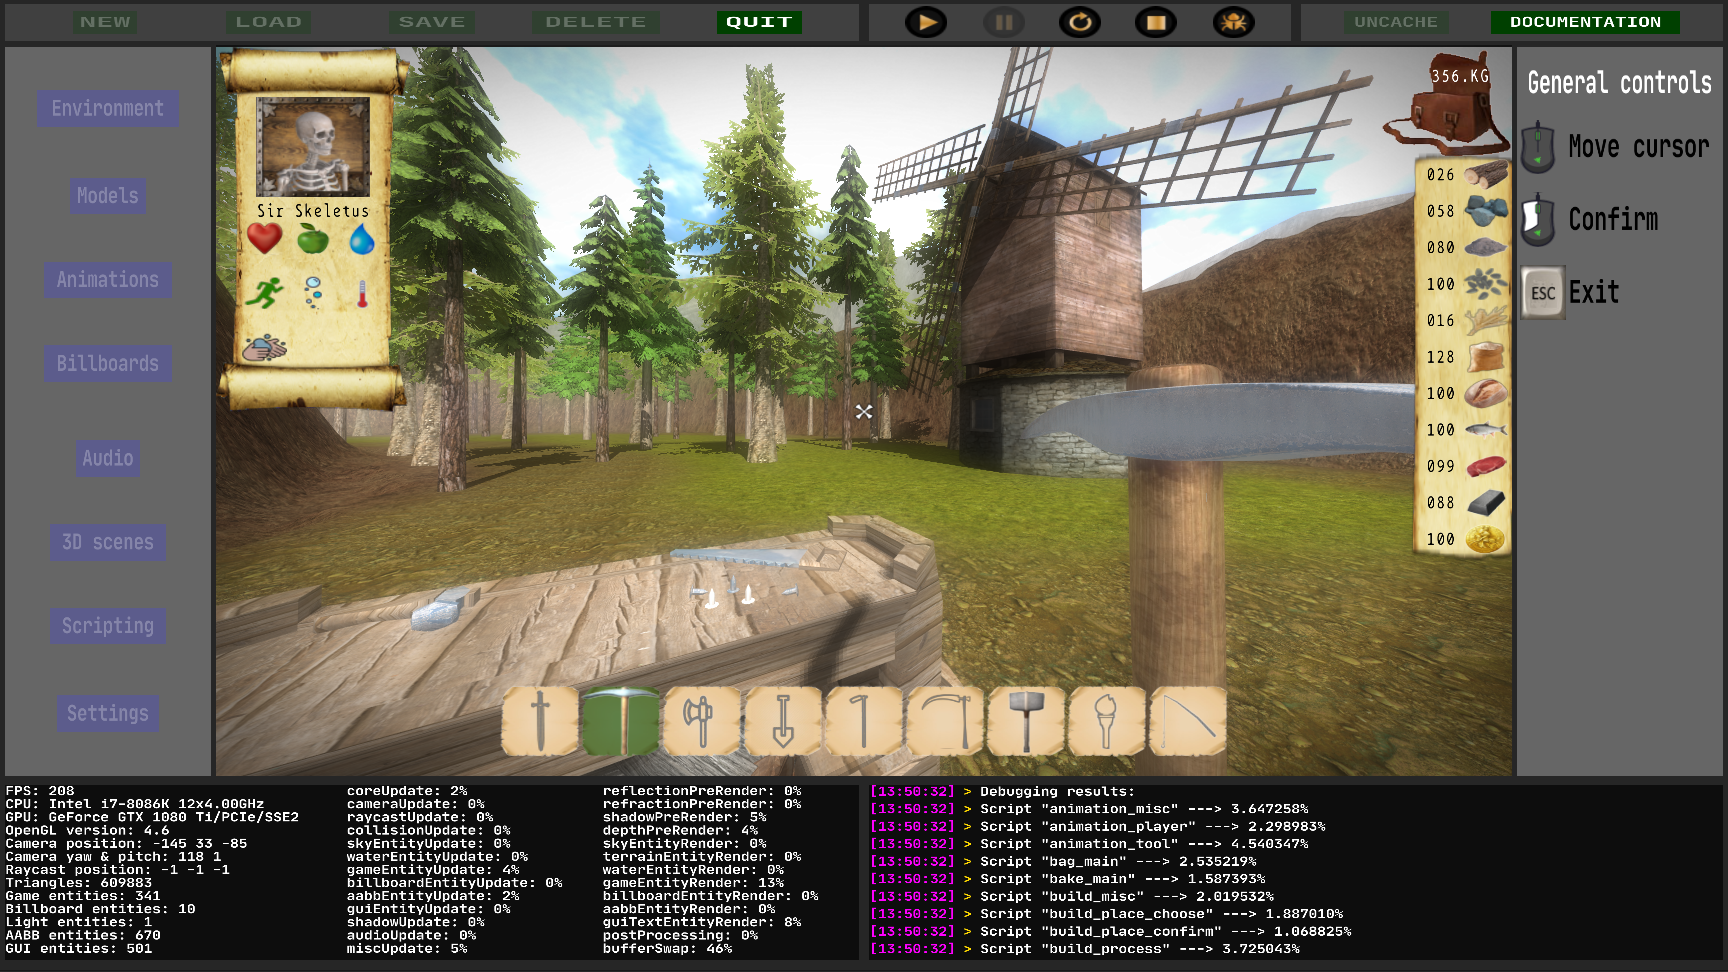 NEW
LOAD
SAVE
DELETE
QUIT
UNCACHE
DOCUMENTATION
Environment
Models
Animations
Billboards
Audio
3D scenes
Scripting
Settings
Sir Skeletus
356.KG
026
058
080
100
016
128
100
100
099
088
100
General controls
Move cursor
Confirm
ESC
Exit
FPS: 208
CPU: Intel i7-8086K 12x4.00GHz
GPU: GeForce GTX 1080 Ti/PCIe/SSE2
OpenGL version: 4.6
Camera position: -145 33 -85
Camera yaw & pitch: 118 1
Raycast position: -1 -1 -1
Triangles: 609883
Game entities: 341
Billboard entities: 10
Light entities: 1
AABB entities: 670
GUI entities: 501
coreUpdate: 2%
cameraUpdate: 0%
raycastUpdate: 0%
collisionUpdate: 0%
skyEntityUpdate: 0%
waterEntityUpdate: 0%
gameEntityUpdate: 4%
billboardEntityUpdate: 0%
aabbEntityUpdate: 2%
guiEntityUpdate: 0%
shadowUpdate: 0%
audioUpdate: 0%
miscUpdate: 5%
reflectionPreRender: 0%
refractionPreRender: 0%
shadowPreRender: 5%
depthPreRender: 4%
skyEntityRender: 0%
terrainEntityRender: 0%
waterEntityRender: 0%
gameEntityRender: 13%
billboardEntityRender: 0%
aabbEntityRender: 0%
guiTextEntityRender: 8%
postProcessing: 0%
bufferSwap: 46%
[13:50:32] > Debugging results:
[13:50:32] > Script "animation_misc" ---> 3.647258%
[13:50:32] > Script "animation_player" ---> 2.298983%
[13:50:32] > Script "animation_tool" ---> 4.540347%
[13:50:32] > Script "bag_main" ---> 2.535219%
[13:50:32] > Script "bake_main" ---> 1.587393%
[13:50:32] > Script "build_misc" ---> 2.019532%
[13:50:32] > Script "build_place_choose" ---> 1.887010%
[13:50:32] > Script "build_place_confirm" ---> 1.068825%
[13:50:32] > Script "build_process" ---> 3.725043%